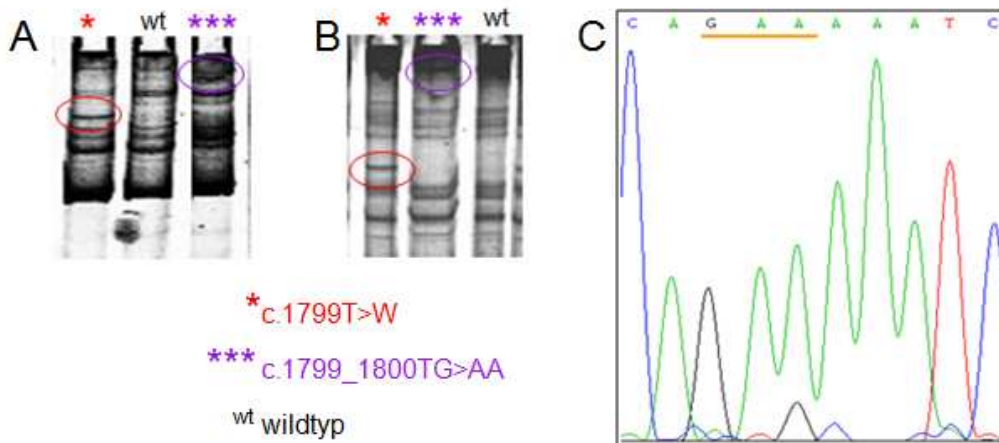 A * wt ***
B * *** wt
C C A G A A A A A T C
*c.1799T>W
***c.1799_1800TG>AA
wt wildtyp